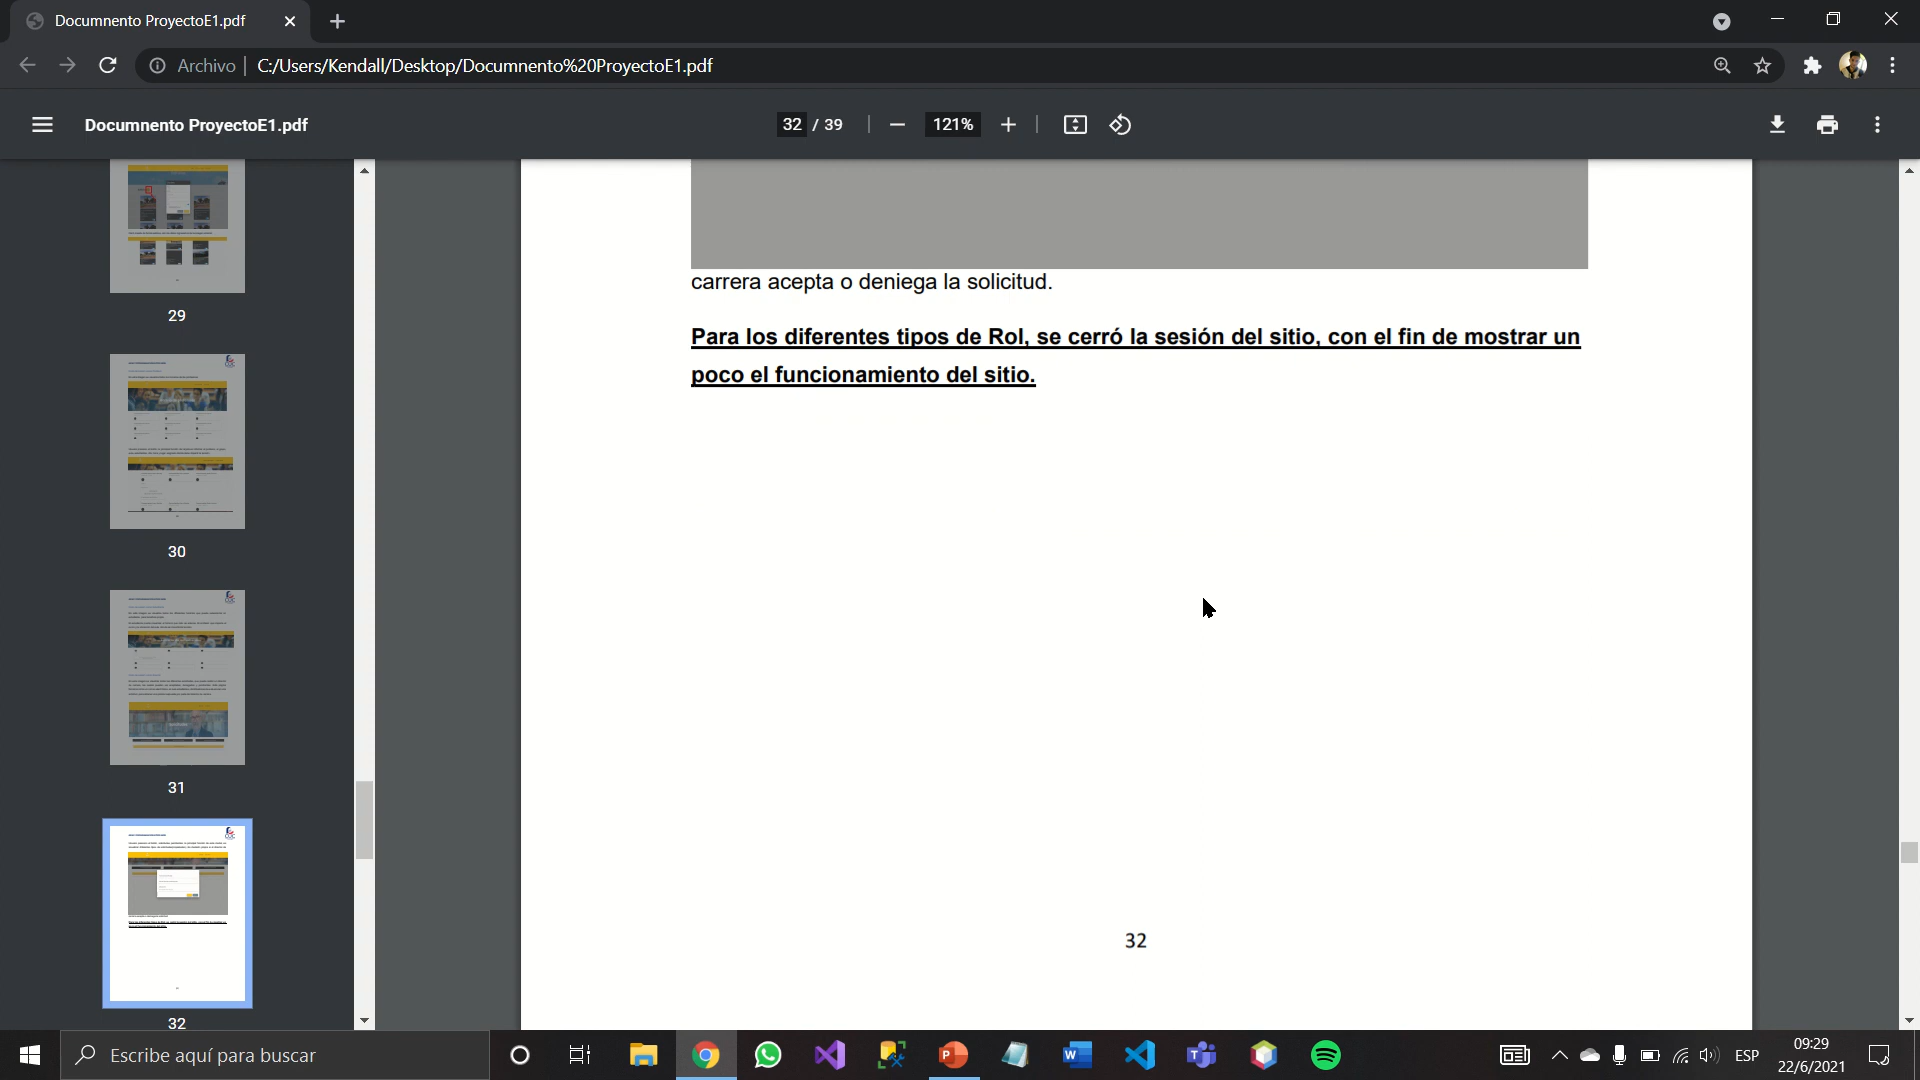 Documnento ProyectoE1.pdf
Archivo
C:/Users/Kendall/Desktop/Documnento%20ProyectoE1.pdf
Documnento ProyectoE1.pdf
32 / 39
121%
29
30
31
32
carrera acepta o deniega la solicitud.
Para los diferentes tipos de Rol, se cerró la sesión del sitio, con el fin de mostrar un
poco el funcionamiento del sitio.
32
Escribe aquí para buscar
ESP
09:29
22/6/2021